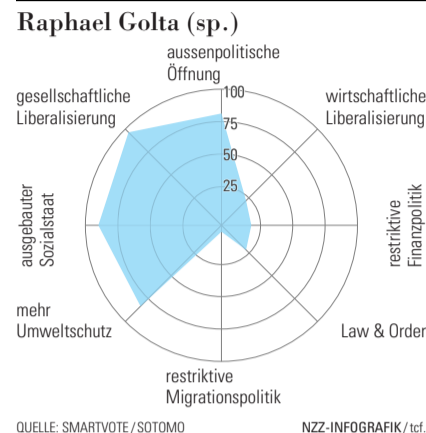 Raphael Golta (sp.)
aussenpolitische
Öffnung
gesellschaftliche
Liberalisierung
wirtschaftliche
Liberalisierung
100
75
50
25
ausgebauter
Sozialstaat
restriktive
Finanzpolitik
mehr
Umweltschutz
Law & Order
restriktive
Migrationspolitik
QUELLE: SMARTVOTE / SOTOMO
NZZ-INFOGRAFIK / tcf.